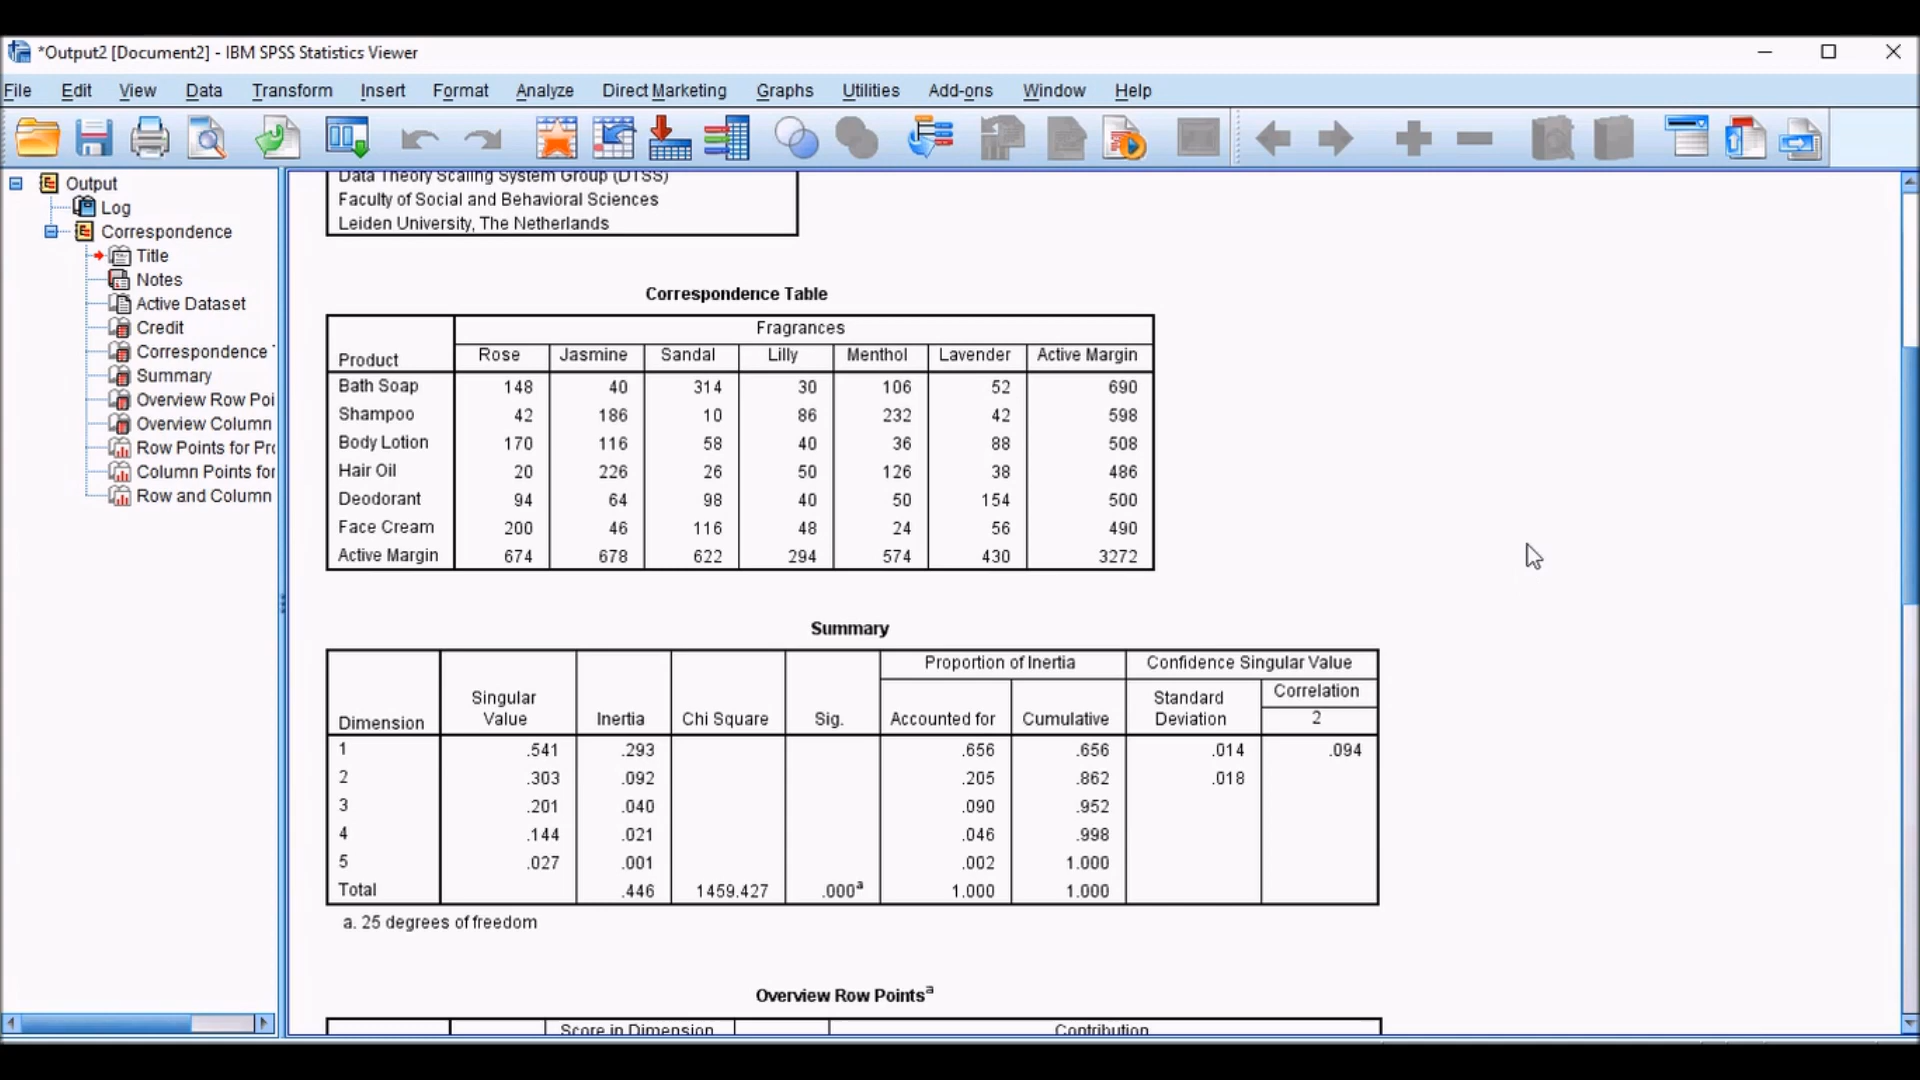 *Output2 [Document2] - IBM SPSS Statistics Viewer
File Edit View Data Transform Insert Format Analyze Direct Marketing Graphs Utilities Add-ons Window Help
Output
Log
Correspondence
Title
Notes
Active Dataset
Credit
Correspondence
Summary
Overview Row Poi
Overview Column
Row Points for Pro
Column Points for
Row and Column
Data Theory Scaling System Group (DTSS)
Faculty of Social and Behavioral Sciences
Leiden University, The Netherlands
Correspondence Table
Fragrances
Product Rose Jasmine Sandal Lilly Menthol Lavender Active Margin
Bath Soap 148 40 314 30 106 52 690
Shampoo 42 186 10 86 232 42 598
Body Lotion 170 116 58 40 36 88 508
Hair Oil 20 226 26 50 126 38 486
Deodorant 94 64 98 40 50 154 500
Face Cream 200 46 116 48 24 56 490
Active Margin 674 678 622 294 574 430 3272
Summary
Proportion of Inertia Confidence Singular Value
Dimension Singular Value Inertia Chi Square Sig. Accounted for Cumulative Standard Deviation Correlation
2
1 .541 .293 .656 .656 .014 .094
2 .303 .092 .205 .862 .018
3 .201 .040 .090 .952
4 .144 .021 .046 .998
5 .027 .001 .002 1.000
Total .446 1459.427 .000a 1.000 1.000
a. 25 degrees of freedom
Overview Row Pointsa
Score in Dimension Contribution